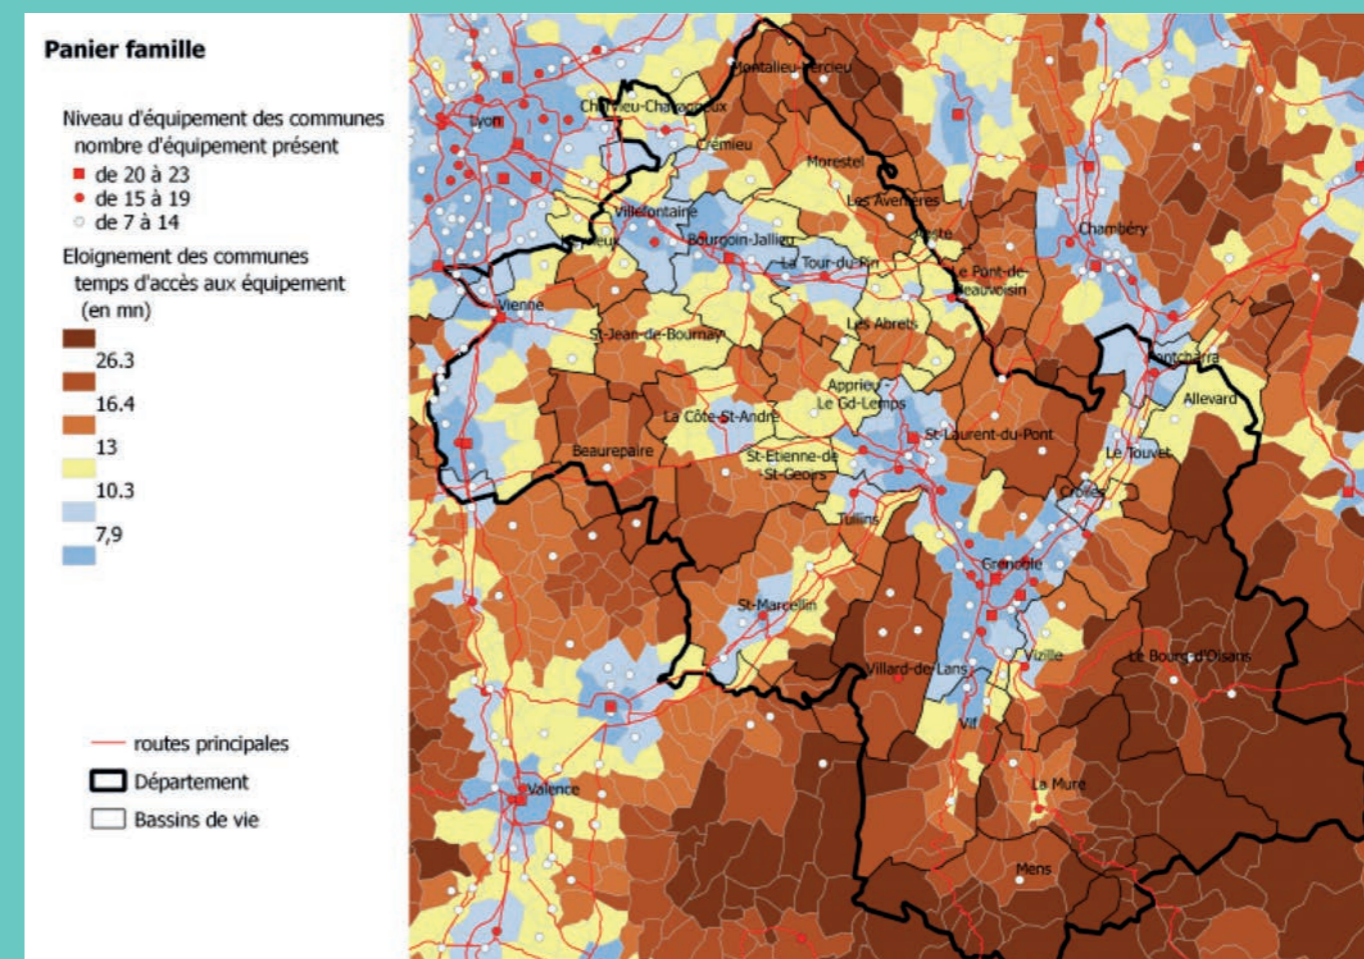 Panier famille
Niveau d'équipement des communes
nombre d'équipement présent
de 20 à 23
de 15 à 19
de 7 à 14
Eloignement des communes
temps d'accès aux équipement
(en mn)
26.3
16.4
13
10.3
7,9
routes principales
Département
Bassins de vie
Montalieu-Vercieu
Charvieu-Chavagneux
Lyon
Crémieu
Morestel
Les Avenières
Villefontaine
Chambéry
Aoste
Heyrieux
Bourgoin-Jallieu
La Tour-du-Pin
Le Pont-de-
Beauvoisin
Vienne
Les Abrets
St-Jean-de-Bournay
Pontcharra
Apprieu -
Le Gd-Lemps
Allevard
La Côte-St-André
St-Laurent-du-Pont
Beaurepaire
St-Etienne-de
-St-Geoirs
Le Touvet
Crolles
Tullins
Grenoble
St-Marcellin
Vizille
Le Bourg-d'Oisans
Villard-de-Lans
Vif
La Mure
Valence
Mens